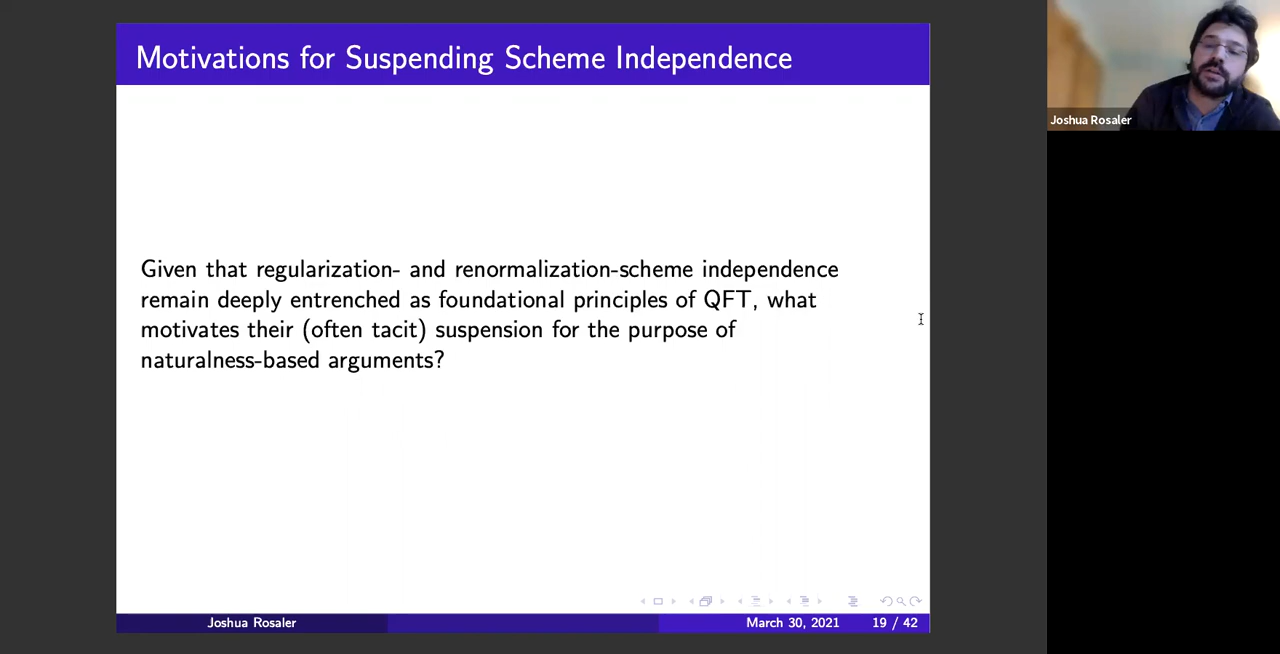 Motivations for Suspending Scheme Independence
Given that regularization- and renormalization-scheme independence
remain deeply entrenched as foundational principles of QFT, what
motivates their (often tacit) suspension for the purpose of
naturalness-based arguments?
Joshua Rosaler
March 30, 2021
19 / 42
Joshua Rosaler